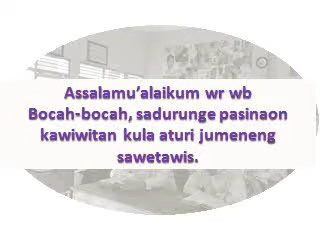 Assalamu'alaikum wr wb
Bocah-bocah, sadurunge pasinaon
kawiwitan kula aturi jumeneng
sawetawis.